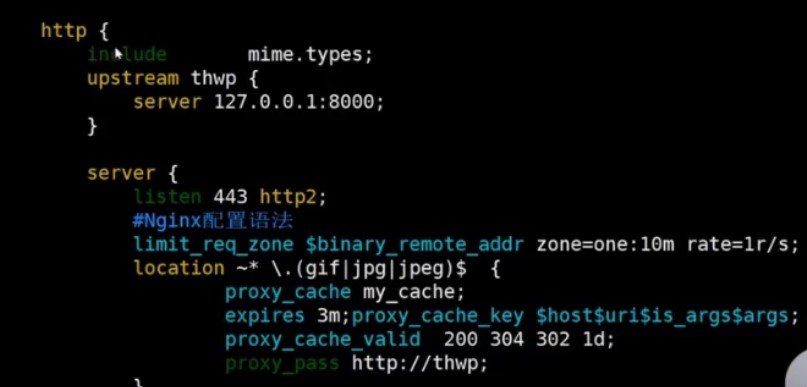 http {
include mime.types;
upstream thwp {
server 127.0.0.1:8000;
}
server {
listen 443 http2;
#Nginx配置语法
limit_req_zone $binary_remote_addr zone=one:10m rate=1r/s;
location ~* \.(gif|jpg|jpeg)$ {
proxy_cache my_cache;
expires 3m;proxy_cache_key $host$uri$is_args$args;
proxy_cache_valid 200 304 302 1d;
proxy_pass http://thwp;
}